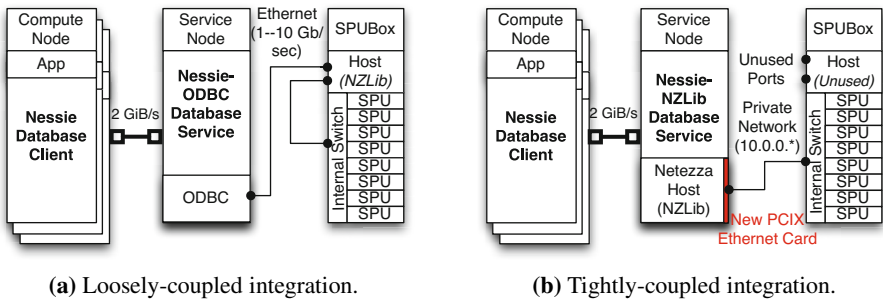 Compute
Node
App
Nessie
Database
Client
2 GiB/s
Service
Node
Nessie-
ODBC
Database
Service
ODBC
Ethernet
(1--10 Gb/
sec)
SPUBox
Host
(NZLib)
Internal Switch
SPU
SPU
SPU
SPU
SPU
SPU
SPU
SPU
(a) Loosely-coupled integration.
Compute
Node
App
Nessie
Database
Client
2 GiB/s
Service
Node
Nessie-
NZLib
Database
Service
Netezza
Host
(NZLib)
Unused
Ports
Private
Network
(10.0.0.*)
New PCIX
Ethernet Card
SPUBox
Host
(Unused)
Internal Switch
SPU
SPU
SPU
SPU
SPU
SPU
SPU
SPU
(b) Tightly-coupled integration.